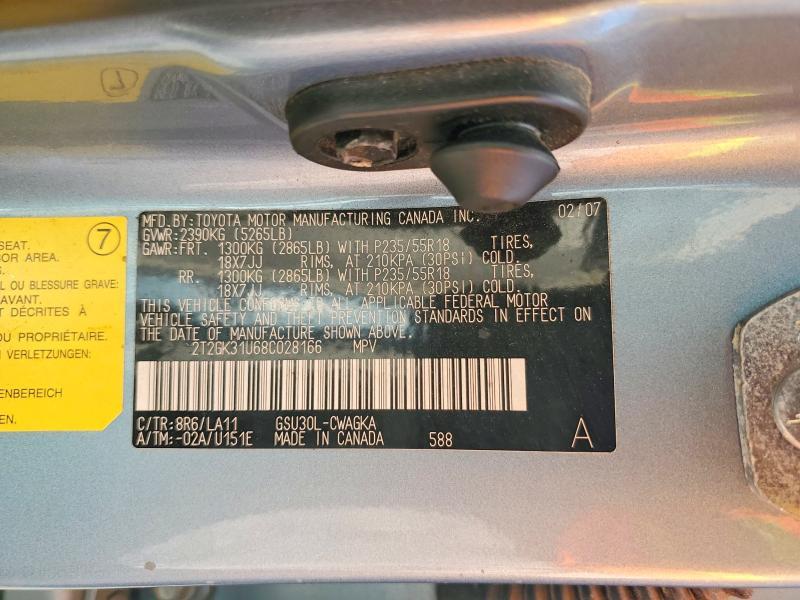 7
SEAT.
SOR AREA.
OU BLESSURE GRAVE:
'AVANT.
DÉCRITES À
U PROPRIÉTAIRE.
N VERLETZUNGEN:
ENBEREICH
MFD.BY:TOYOTA MOTOR MANUFACTURING CANADA INC. 02/07
GVWR:2390KG (5265LB)
GAWR:FRT. 1300KG (2865LB) WITH P235/55R18 TIRES,
18X7JJ RIMS, AT 210KPA (30PSI) COLD.
RR. 1300KG (2865LB) WITH P235/55R18 TIRES,
18X7JJ RIMS, AT 210KPA (30PSI) COLD.
THIS VEHICLE CONFORMS TO ALL APPLICABLE FEDERAL MOTOR
VEHICLE SAFETY AND THEFT PREVENTION STANDARDS IN EFFECT ON
THE DATE OF MANUFACTURE SHOWN ABOVE.
2T2GK31U68C028166 MPV
C/TR:8R6/LA11 GSU30L-CWAGKA
A/TM:-02A/U151E MADE IN CANADA 588 A